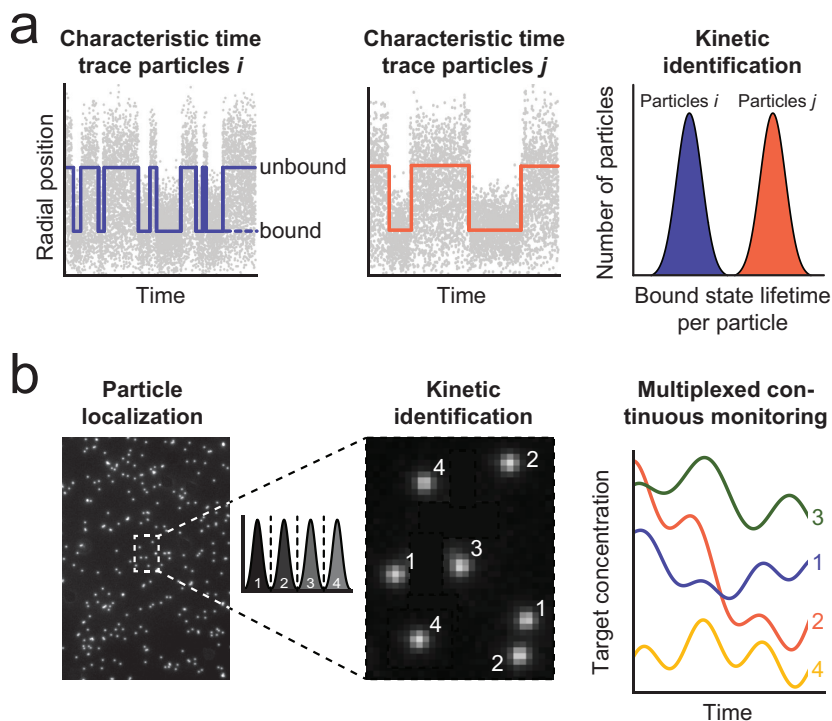 a
Characteristic time
trace particles i
Radial position
unbound
bound
Time
Characteristic time
trace particles j
Time
Kinetic
identification
Number of particles
Particles i
Particles j
Bound state lifetime
per particle
b
Particle
localization
1 2 3 4
Kinetic
identification
4
2
1
3
4
1
2
Multiplexed con-
tinuous monitoring
Target concentration
3
1
2
4
Time